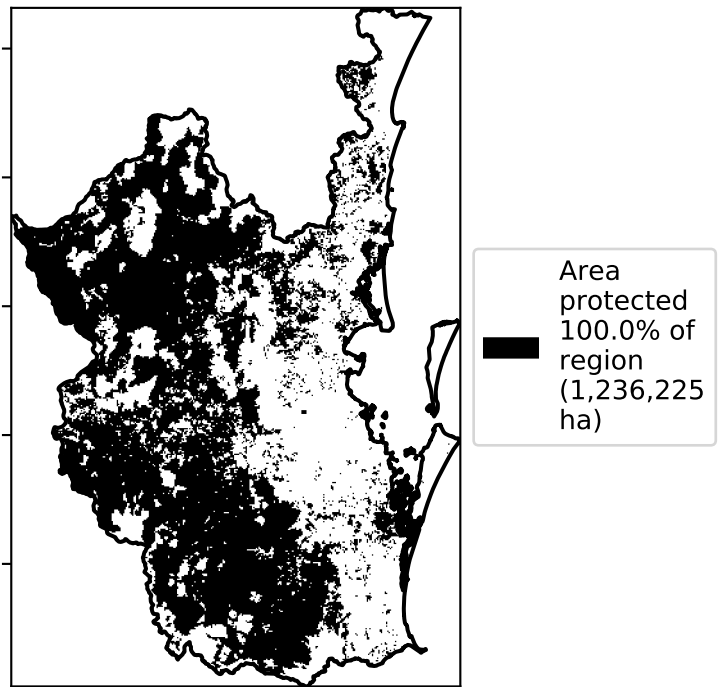 Area
protected
100.0% of
region
(1,236,225
ha)